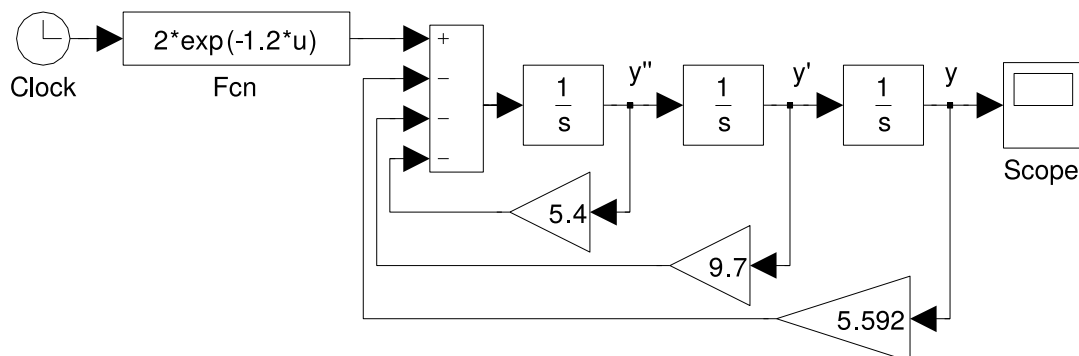 Clock
2*exp(-1.2*u)
Fcn
+
−
−
−
1
s
y''
1
s
y'
1
s
y
Scope
5.4
9.7
5.592